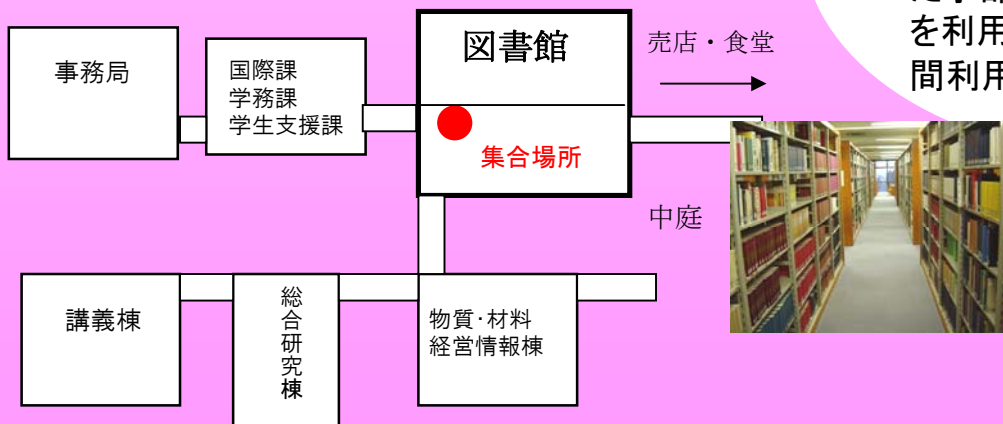 を利用
間利用
図書館
売店・食堂
事務局
国際課
学務課
学生支援課
集合場所
中庭
講義棟
総合研究棟
物質・材料
経営情報棟